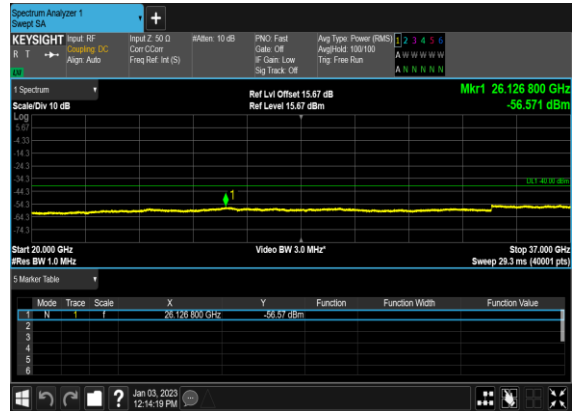 Spectrum Analyzer 1
Swept SA
+
KEYSIGHT Input: RF Input Z: 50 Ω #Atten: 10 dB PNO: Fast Avg Type: Power (RMS) 1 2 3 4 5 6
R T Coupling: DC Corr CCorr Gate: Off Avg|Hold: 100/100 A W W W W W
Align: Auto Freq Ref: Int (S) IF Gain: Low Trig: Free Run
Sig Track: Off A N N N N N
1 Spectrum Ref Lvl Offset 15.67 dB Mkr1 26.126 800 GHz
Scale/Div 10 dB Ref Level 15.67 dBm -56.571 dBm
Log
5.67
-4.33
-14.3
-24.3
-34.3 DL1 -40.00 dBm
-44.3
1
-54.3
-64.3
-74.3
Start 20.000 GHz Video BW 3.0 MHz* Stop 37.000 GHz
#Res BW 1.0 MHz Sweep 29.3 ms (40001 pts)
5 Marker Table
Mode Trace Scale X Y Function Function Width Function Value
1 N 1 f 26.126 800 GHz -56.57 dBm
2
3
4
5
6
? Jan 03, 2023
12:14:19 PM